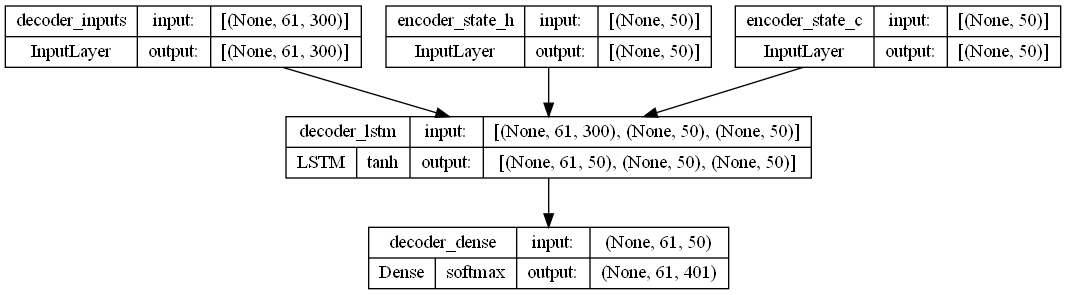 decoder_inputs input: [(None, 61, 300)]
InputLayer output: [(None, 61, 300)]
encoder_state_h input: [(None, 50)]
InputLayer output: [(None, 50)]
encoder_state_c input: [(None, 50)]
InputLayer output: [(None, 50)]
decoder_lstm input: [(None, 61, 300), (None, 50), (None, 50)]
LSTM tanh output: [(None, 61, 50), (None, 50), (None, 50)]
decoder_dense input: (None, 61, 50)
Dense softmax output: (None, 61, 401)